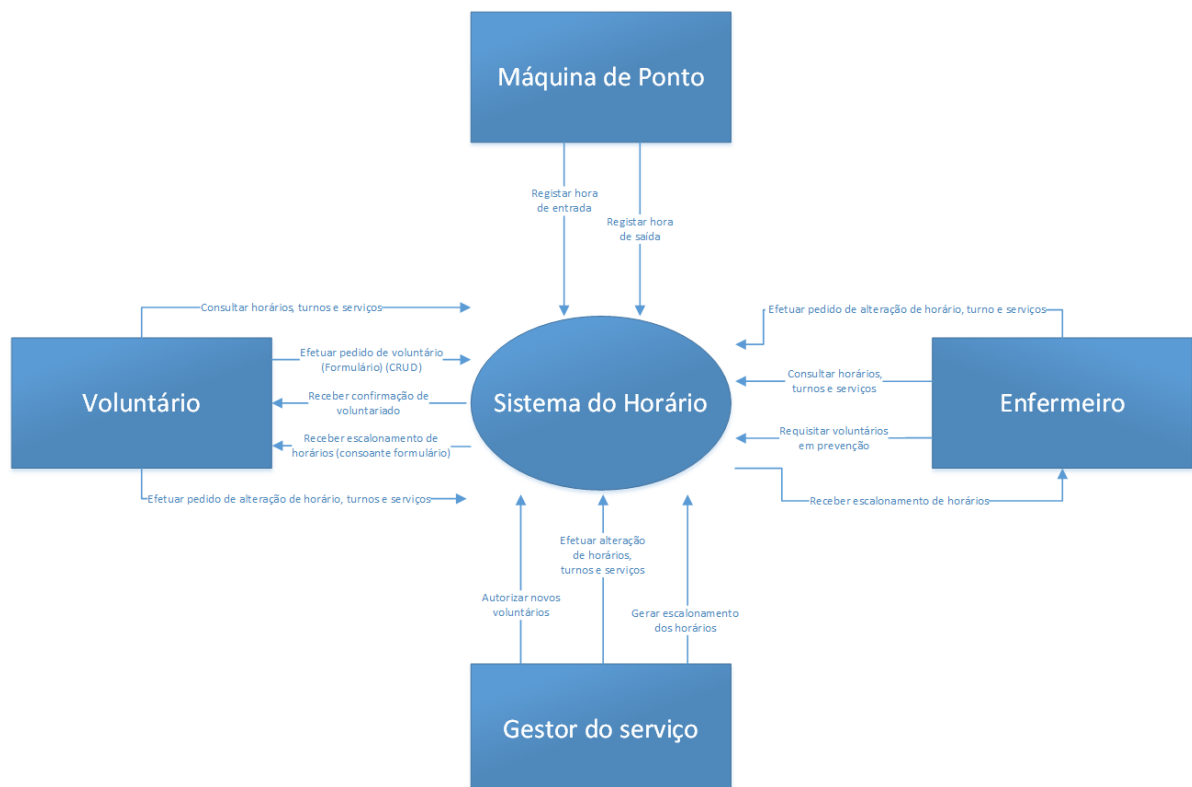 Máquina de Ponto
Registar hora
de entrada
Registar hora
de saída
Consultar horários, turnos e serviços
Efetuar pedido de alteração de horário, turno e serviços
Efetuar pedido de voluntário
(Formulário) (CRUD)
Consultar horários,
turnos e serviços
Voluntário
Receber confirmação de
voluntariado
Sistema do Horário
Enfermeiro
Receber escalonamento de
horários (consoante formulário)
Requisitar voluntários
em prevenção
Efetuar pedido de alteração de horário, turnos e serviços
Receber escalonamento de horários
Efetuar alteração
de horários,
turnos e serviços
Autorizar novos
voluntários
Gerar escalonamento
dos horários
Gestor do serviço